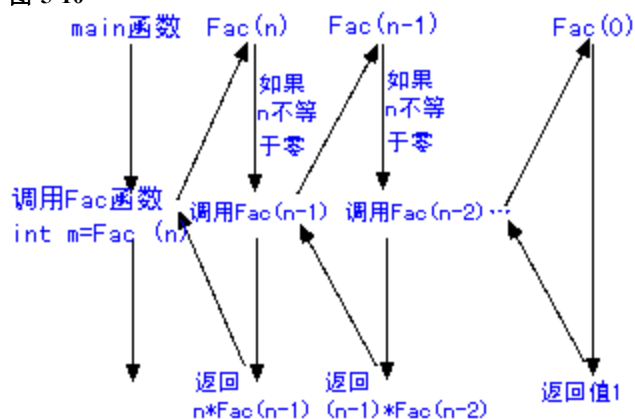 main函数 Fac(n) Fac(n-1) Fac(0)
如果
n不等
于零
如果
n不等
于零
调用Fac函数
int m=Fac (n)
调用Fac(n-1)
调用Fac(n-2)…
返回
n*Fac(n-1)
返回
(n-1)*Fac(n-2)
返回值1